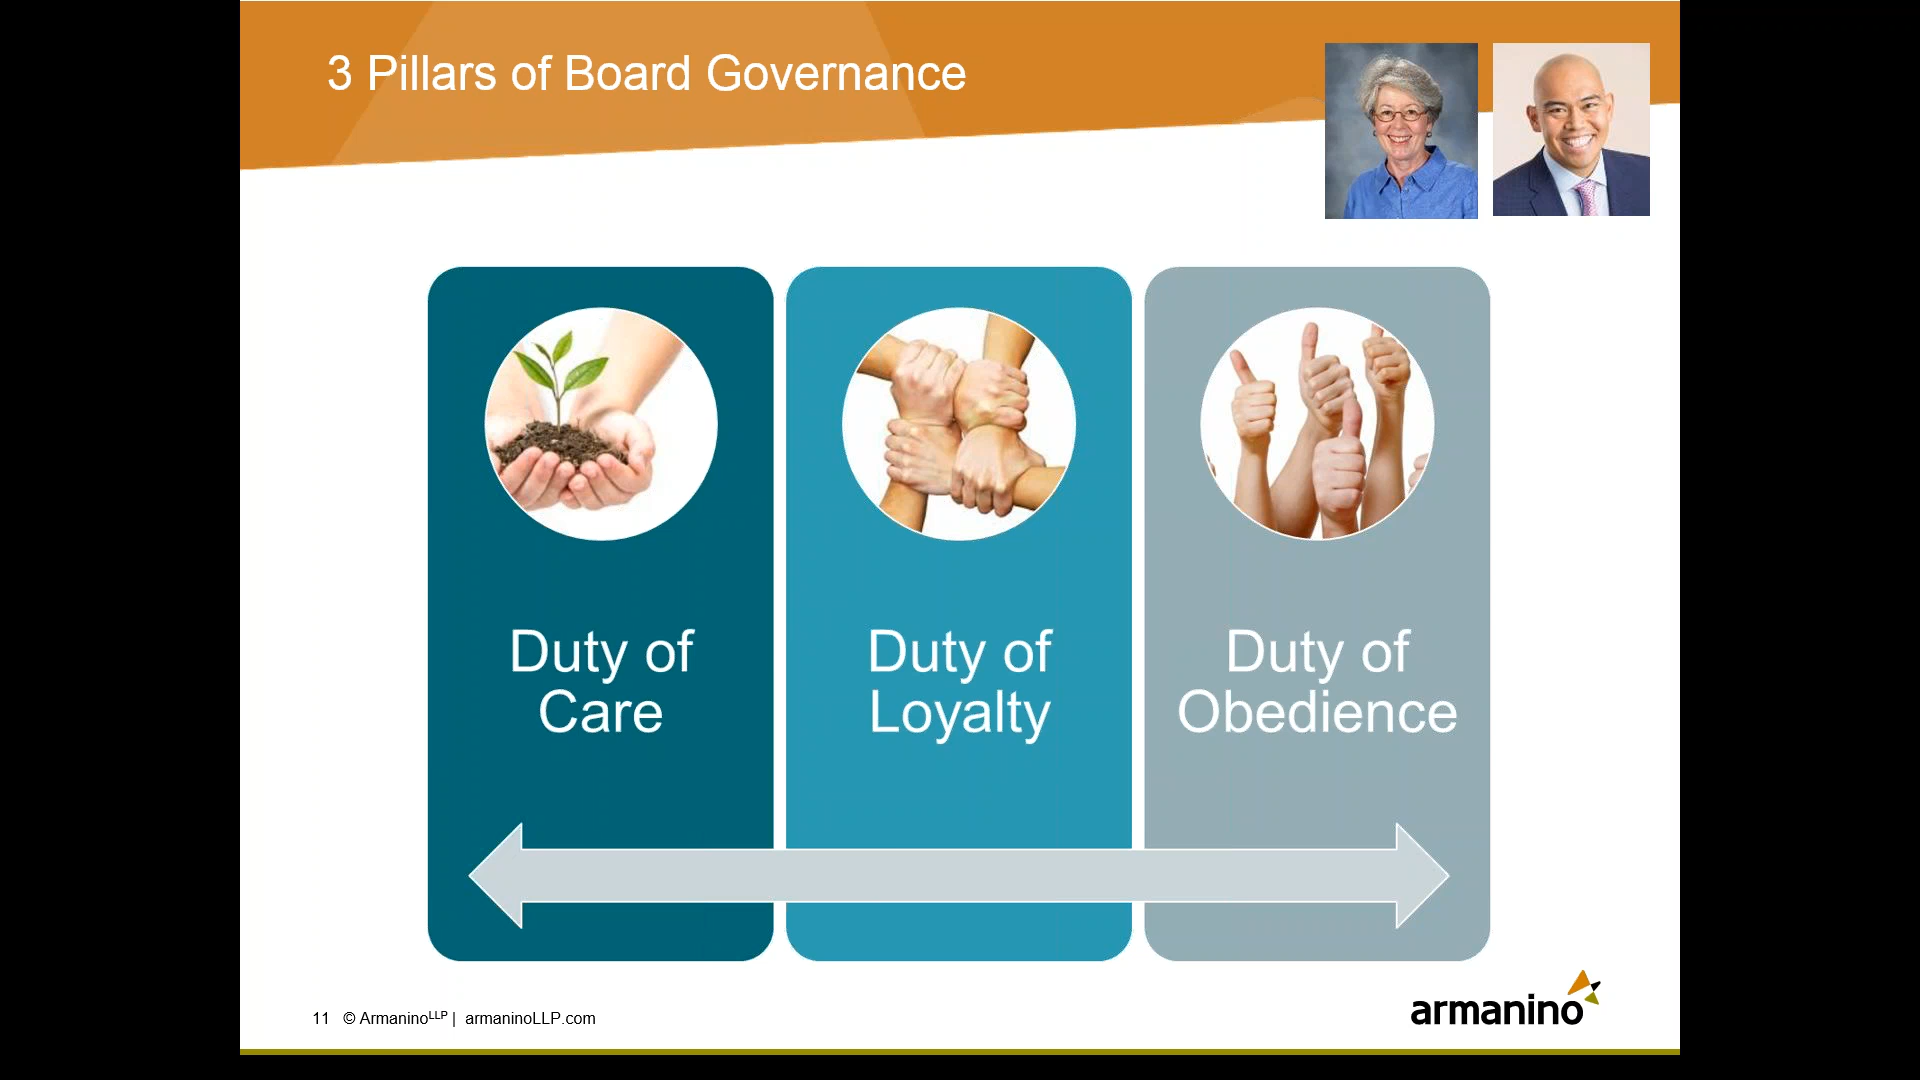 3 Pillars of Board Governance
Duty of
Care
Duty of
Loyalty
Duty of
Obedience
11 © ArmaninoLLP | armaninoLLP.com
armanino